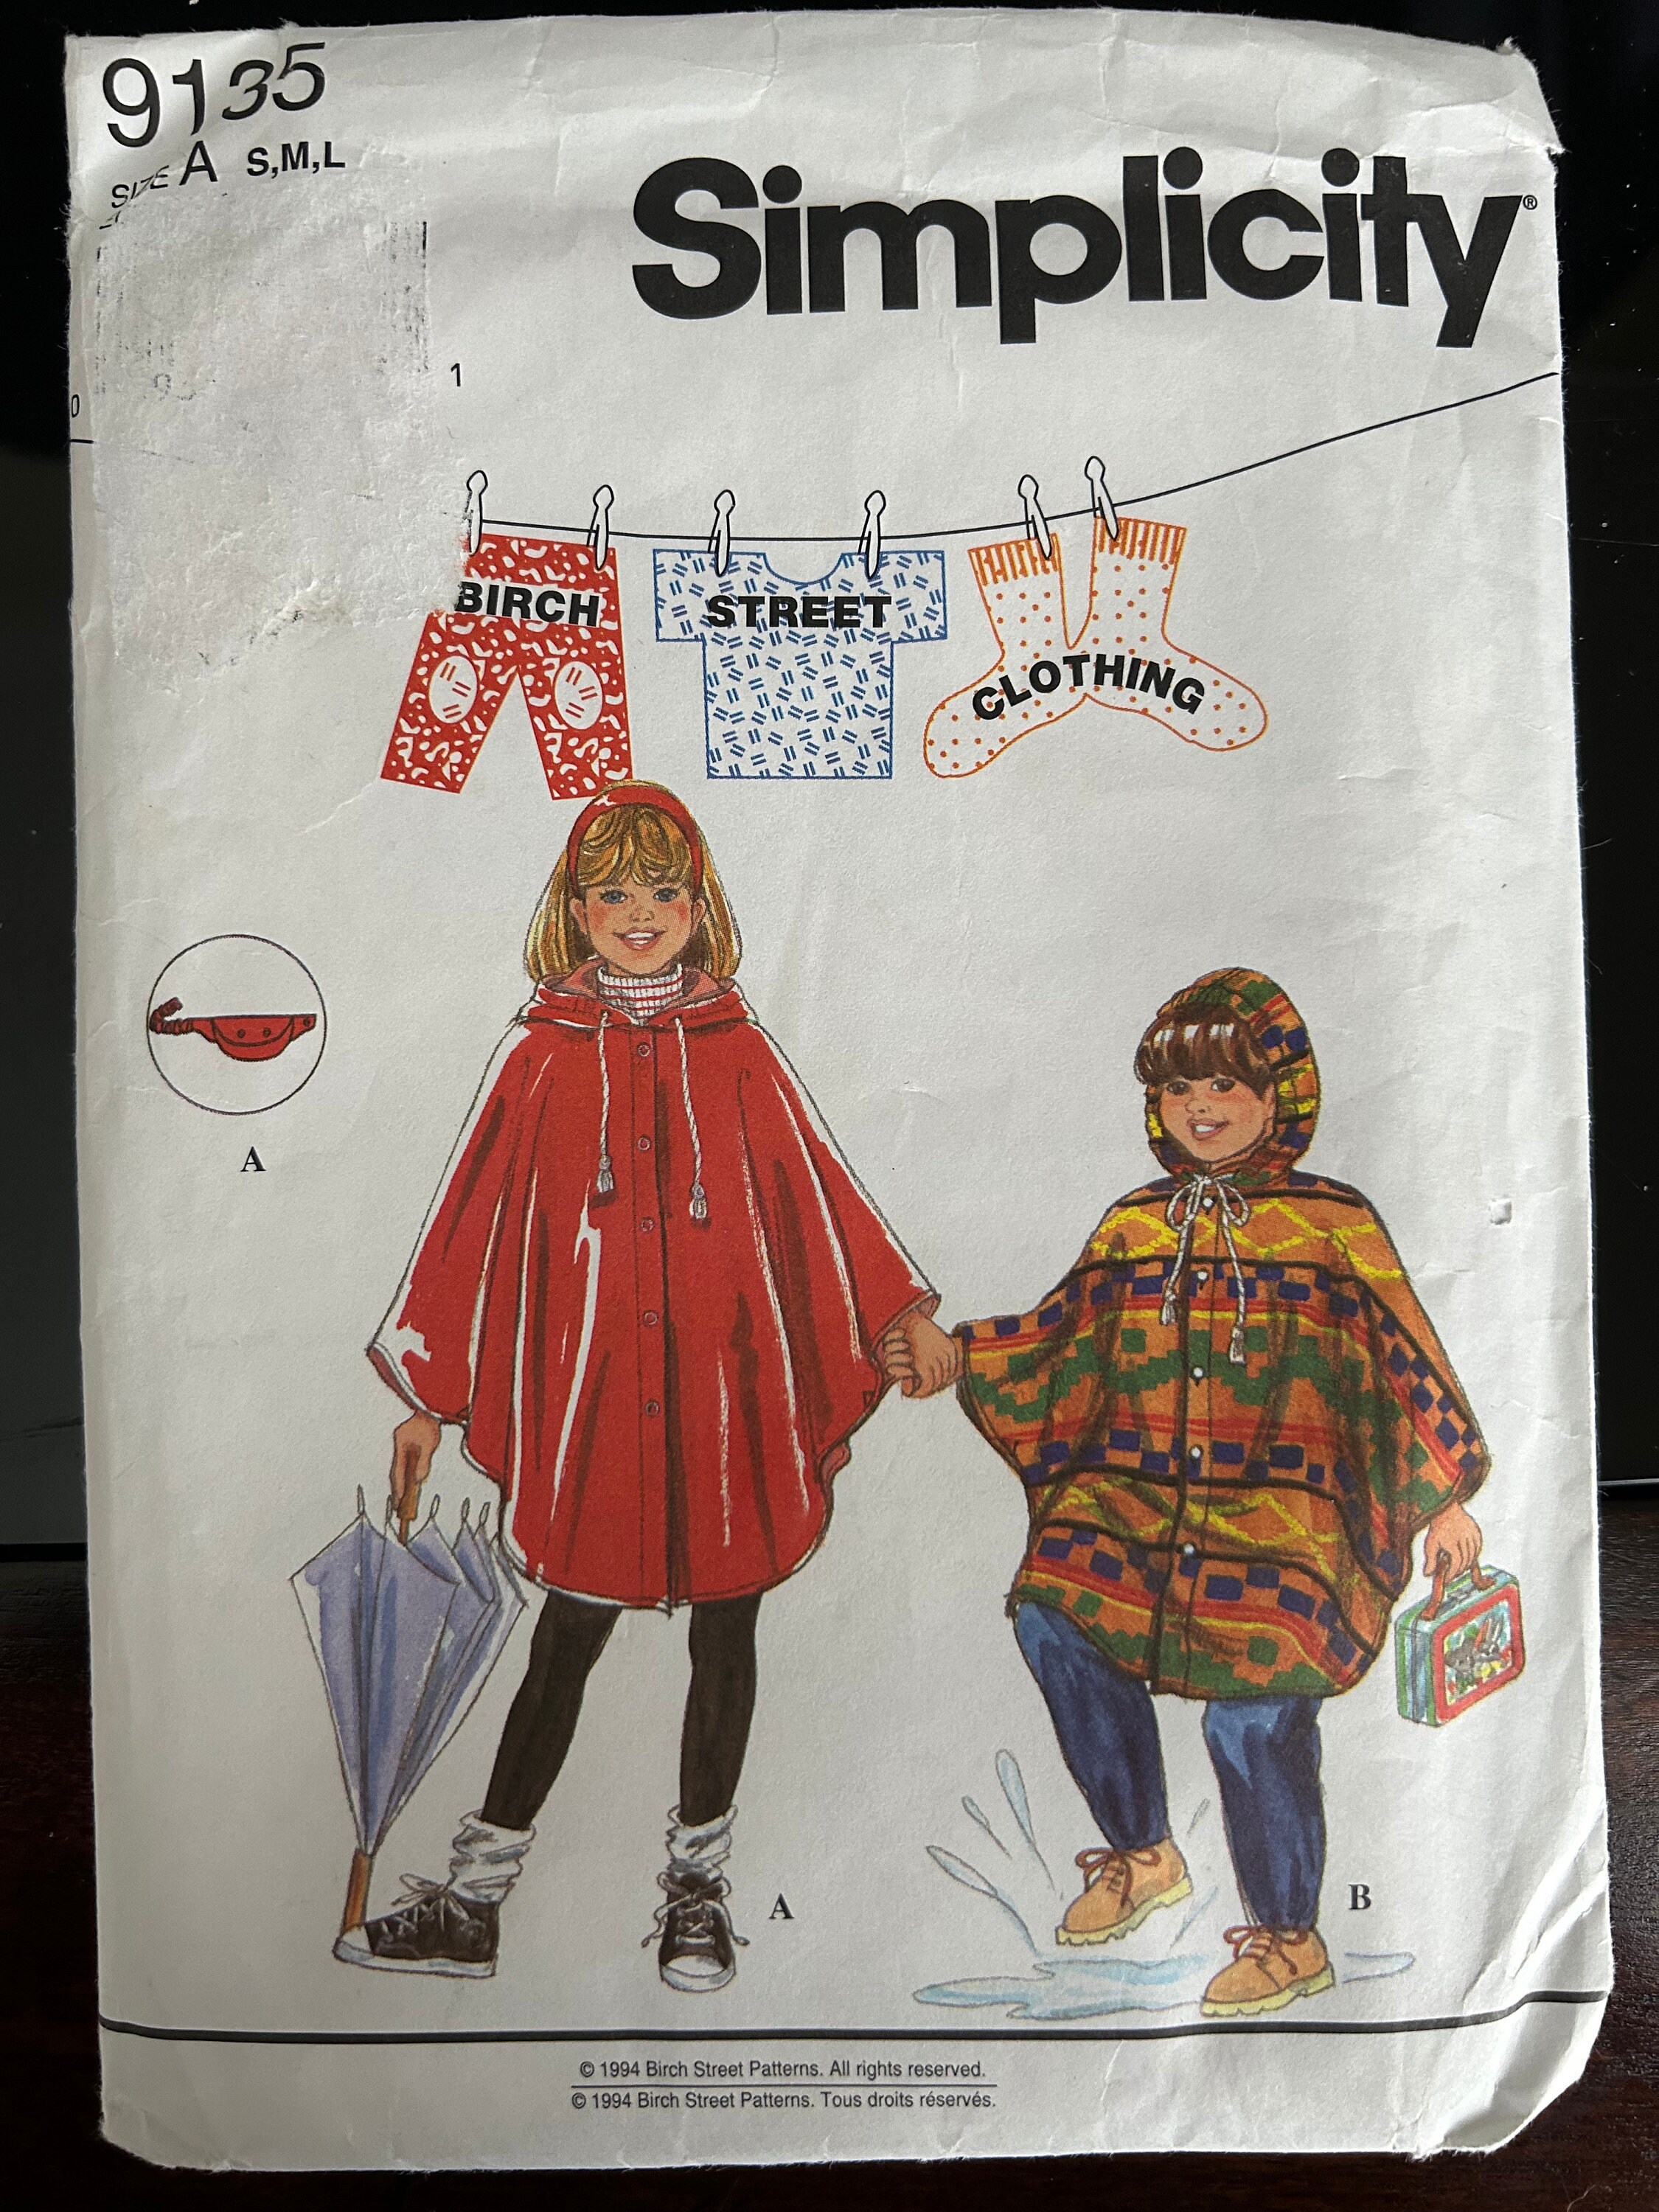 9135
SIZE A S,M,L
Simplicity®
1
0
BIRCH
STREET
CLOTHING
A
A
B
© 1994 Birch Street Patterns. All rights reserved.
© 1994 Birch Street Patterns. Tous droits réservés.